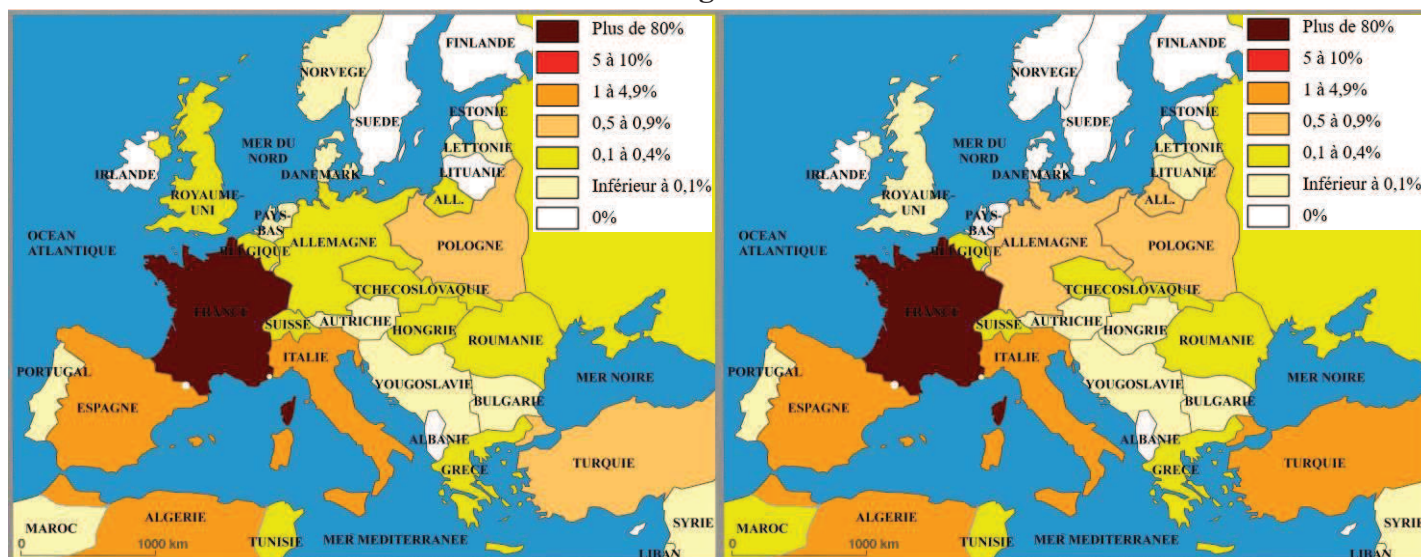 Plus de 80%
5 à 10%
1 à 4,9%
0,5 à 0,9%
0,1 à 0,4%
Inférieur à 0,1%
0%
FINLANDE
NORVEGE
SUEDE
ESTONIE
MER DU
NORD
LETTONIE
DANEMARK
LITUANIE
IRLANDE
ROYAUME-
UNI
PAYS-
BAS
ALL.
OCEAN
ATLANTIQUE
BELGIQUE
ALLEMAGNE
POLOGNE
TCHECOSLOVAQUIE
FRANCE
SUISSE
AUTRICHE
HONGRIE
ROUMANIE
ITALIE
PORTUGAL
ESPAGNE
YOUGOSLAVIE
MER NOIRE
BULGARIE
ALBANIE
GRECE
TURQUIE
MAROC
ALGERIE
TUNISIE
MER MEDITERRANEE
SYRIE
LIBAN
0
1000 km
Plus de 80%
5 à 10%
1 à 4,9%
0,5 à 0,9%
0,1 à 0,4%
Inférieur à 0,1%
0%
FINLANDE
NORVEGE
SUEDE
ESTONIE
MER DU
NORD
LETTONIE
DANEMARK
LITUANIE
IRLANDE
ROYAUME-
UNI
PAYS-
BAS
ALL.
OCEAN
ATLANTIQUE
BELGIQUE
ALLEMAGNE
POLOGNE
TCHECOSLOVAQUIE
FRANCE
SUISSE
AUTRICHE
HONGRIE
ROUMANIE
ITALIE
PORTUGAL
ESPAGNE
YOUGOSLAVIE
MER NOIRE
BULGARIE
ALBANIE
GRECE
TURQUIE
MAROC
ALGERIE
TUNISIE
MER MEDITERRANEE
SYRIE
LIBAN
0
1000 km